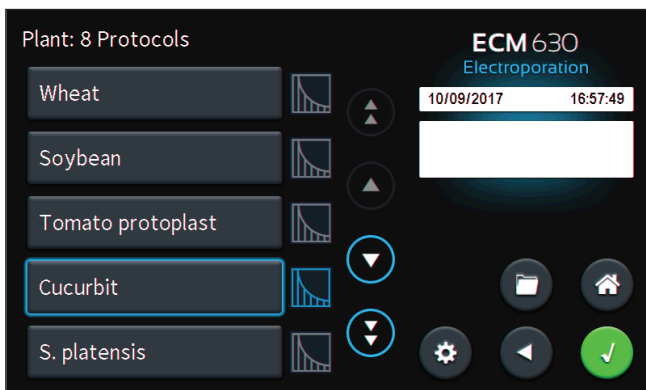 Plant: 8 Protocols
Wheat
Soybean
Tomato protoplast
Cucurbit
S. platensis
ECM 630
Electroporation
10/09/2017 16:57:49